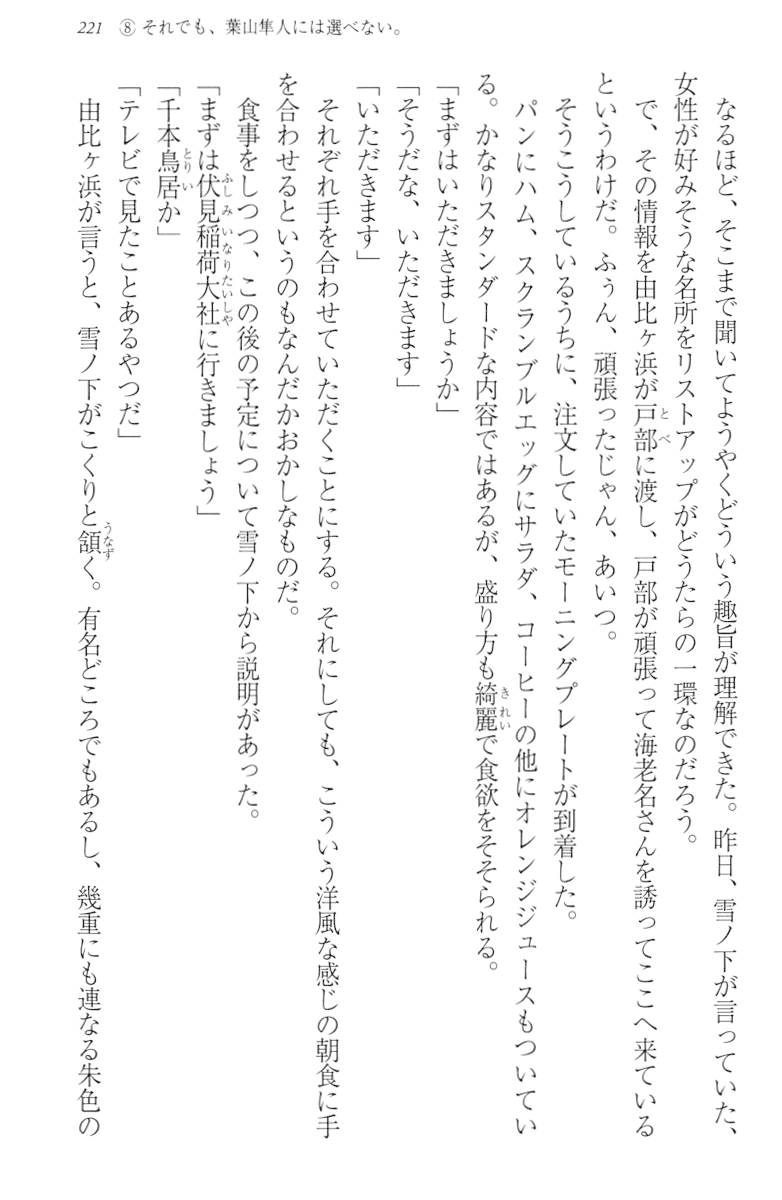 221 ⑧ それでも、葉山隼人には選べない。
なるほど、そこまで聞いてようやくどういう趣旨が理解できた。昨日、雪ノ下が言っていた、
女性が好みそうな名所をリストアップがどうたらの一環なのだろう。
で、その情報を由比ヶ浜が戸部に渡し、戸部が頑張って海老名さんを誘ってここへ来ている
というわけだ。ふぅん、頑張ったじゃん、あいつ。
そうこうしているうちに、注文していたモーニングプレートが到着した。
パンにハム、スクランブルエッグにサラダ、コーヒーの他にオレンジジュースもついてい
る。かなりスタンダードな内容ではあるが、盛り方も綺麗で食欲をそそられる。
「まずはいただきましょうか」
「そうだな、いただきます」
「いただきます」
それぞれ手を合わせていただくことにする。それにしても、こういう洋風な感じの朝食に手
を合わせるというのもなんだかおかしなものだ。
食事をしつつ、この後の予定について雪ノ下から説明があった。
「まずは伏見稲荷大社に行きましょう」
「千本鳥居か」
「テレビで見たことあるやつだ」
由比ヶ浜が言うと、雪ノ下がこくりと頷く。有名どころでもあるし、幾重にも連なる朱色の